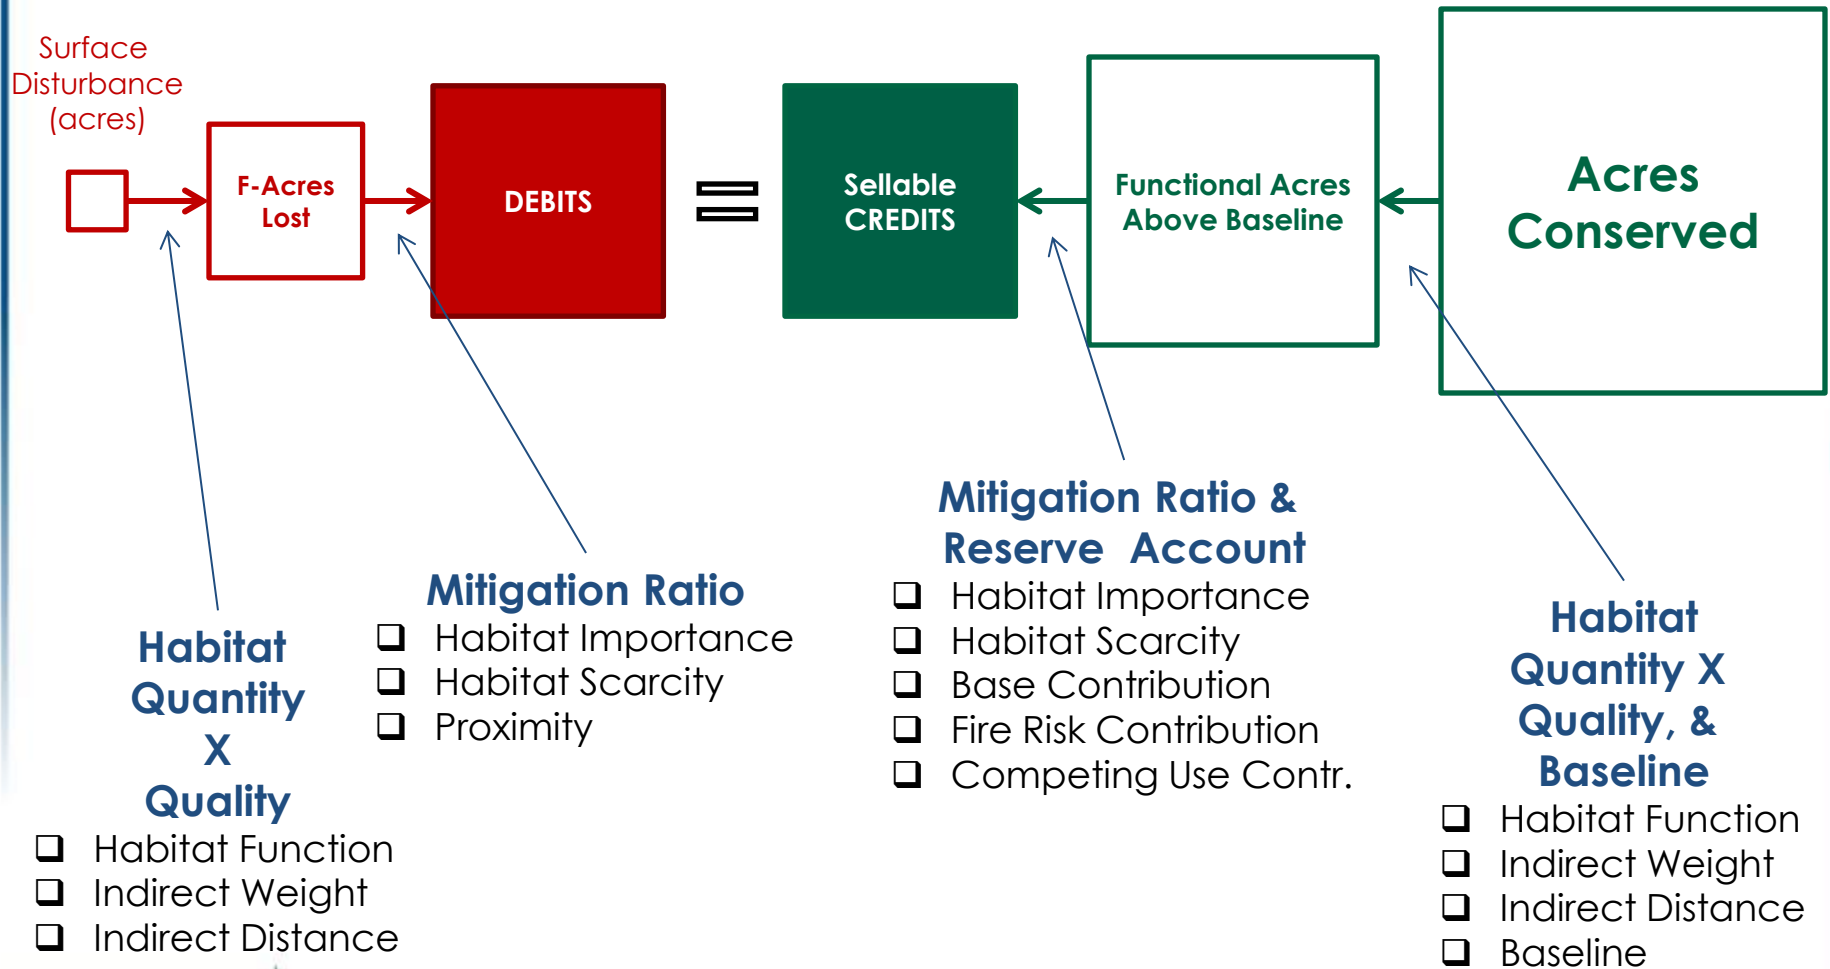 Surface
Disturbance
(acres)
F-Acres
Lost
DEBITS
=
Sellable
CREDITS
Functional Acres
Above Baseline
Acres
Conserved
Habitat
Quantity
X
Quality
❑ Habitat Function
❑ Indirect Weight
❑ Indirect Distance
Mitigation Ratio
❑ Habitat Importance
❑ Habitat Scarcity
❑ Proximity
Mitigation Ratio &
Reserve Account
❑ Habitat Importance
❑ Habitat Scarcity
❑ Base Contribution
❑ Fire Risk Contribution
❑ Competing Use Contr.
Habitat
Quantity X
Quality, &
Baseline
❑ Habitat Function
❑ Indirect Weight
❑ Indirect Distance
❑ Baseline